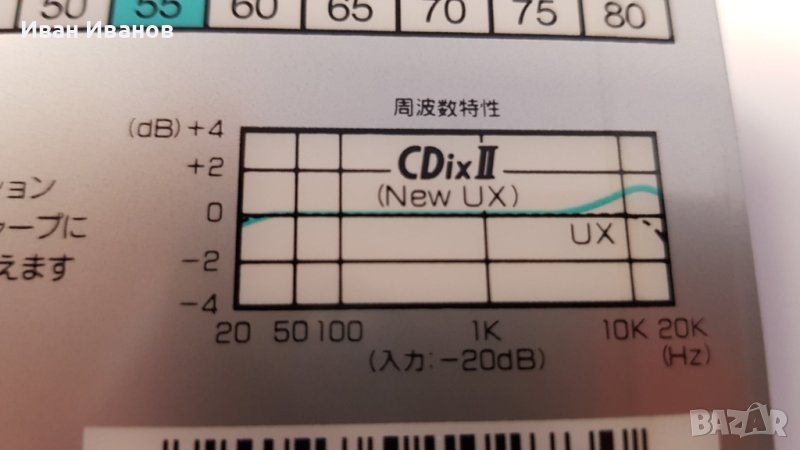 50 55 60 65 70 75 80
Иван Иванов
周波数特性
(dB) +4
+2
0
-2
-4
CDixⅡ
(New UX)
UX
ション
ャープに
えます
20 50 100 1K 10K 20K
(入力:-20dB) (Hz)
BAZAR